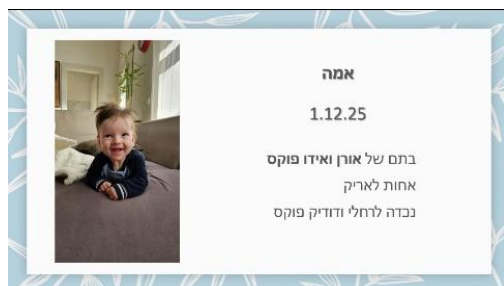 אמה
1.12.25
בתם של אורן ואידו פוקס
אחות לאריק
נכדה לרחלי ודודיק פוקס